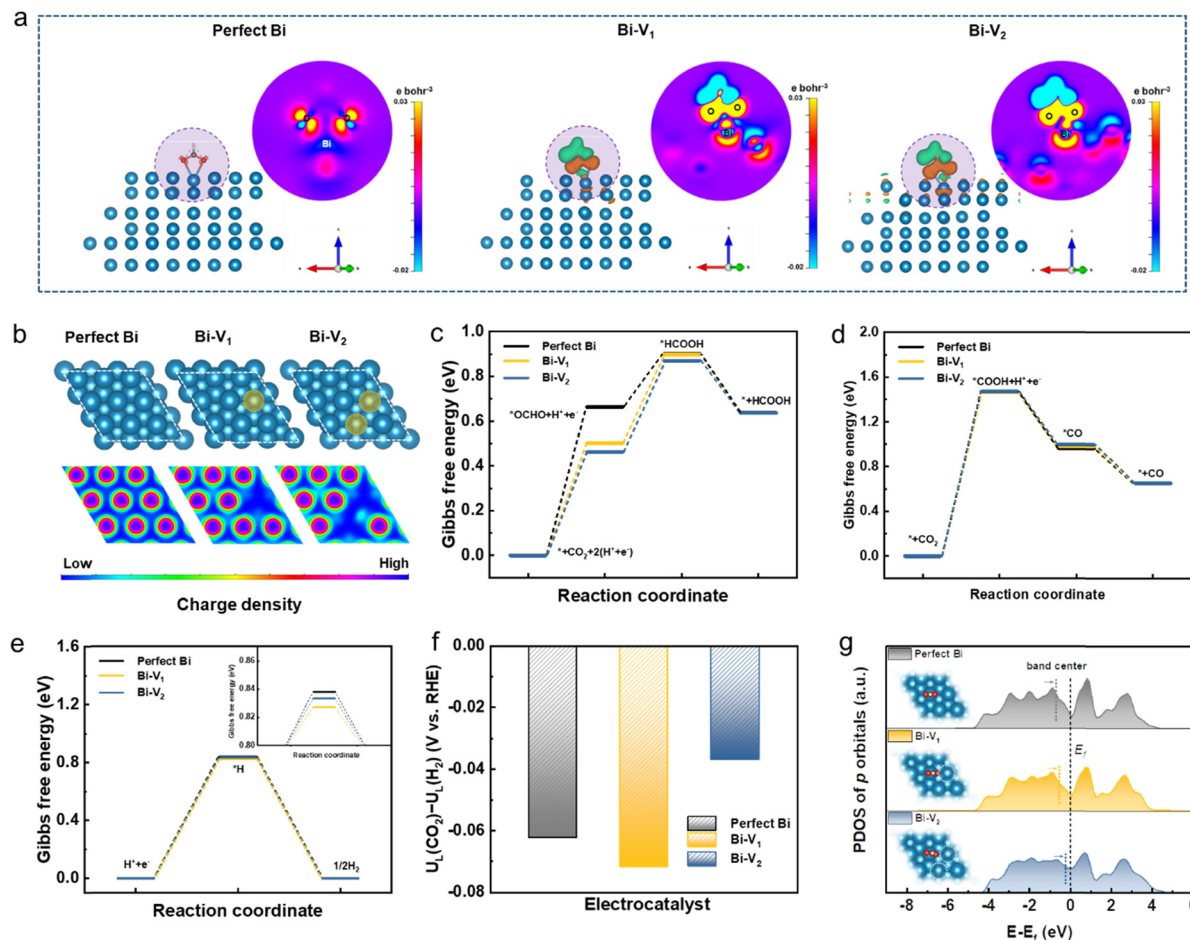 a
Perfect Bi
Bi-V₁
Bi-V₂
e bohr⁻³
0.03
-0.02
Bi
e bohr⁻³
0.03
-0.02
Bi
e bohr⁻³
0.03
-0.02
Bi
b
Perfect Bi
Bi-V₁
Bi-V₂
Low
High
Charge density
c
Gibbs free energy (eV)
1.0
0.8
0.6
0.4
0.2
0.0
Perfect Bi
Bi-V₁
Bi-V₂
*HCOOH
*OCHO+H⁺+e⁻
*+HCOOH
*+CO₂+2(H⁺+e⁻)
Reaction coordinate
d
Gibbs free energy (eV)
2.0
1.6
1.2
0.8
0.4
0.0
Perfect Bi
Bi-V₁
Bi-V₂
*COOH+H⁺+e⁻
*CO
*+CO
*+CO₂
Reaction coordinate
e
Gibbs free energy (eV)
1.6
1.2
0.8
0.4
0.0
Perfect Bi
Bi-V₁
Bi-V₂
Gibbs free energy (eV)
0.86
0.84
0.82
0.80
Reaction coordinate
*H
H⁺+e⁻
1/2H₂
Reaction coordinate
f
U_L(CO₂)−U_L(H₂) (V vs. RHE)
0.00
-0.02
-0.04
-0.06
-0.08
Perfect Bi
Bi-V₁
Bi-V₂
Electrocatalyst
g
PDOS of p orbitals (a.u.)
Perfect Bi
band center
Bi-V₁
E_f
Bi-V₂
-8 -6 -4 -2 0 2 4 6
E-E_f (eV)